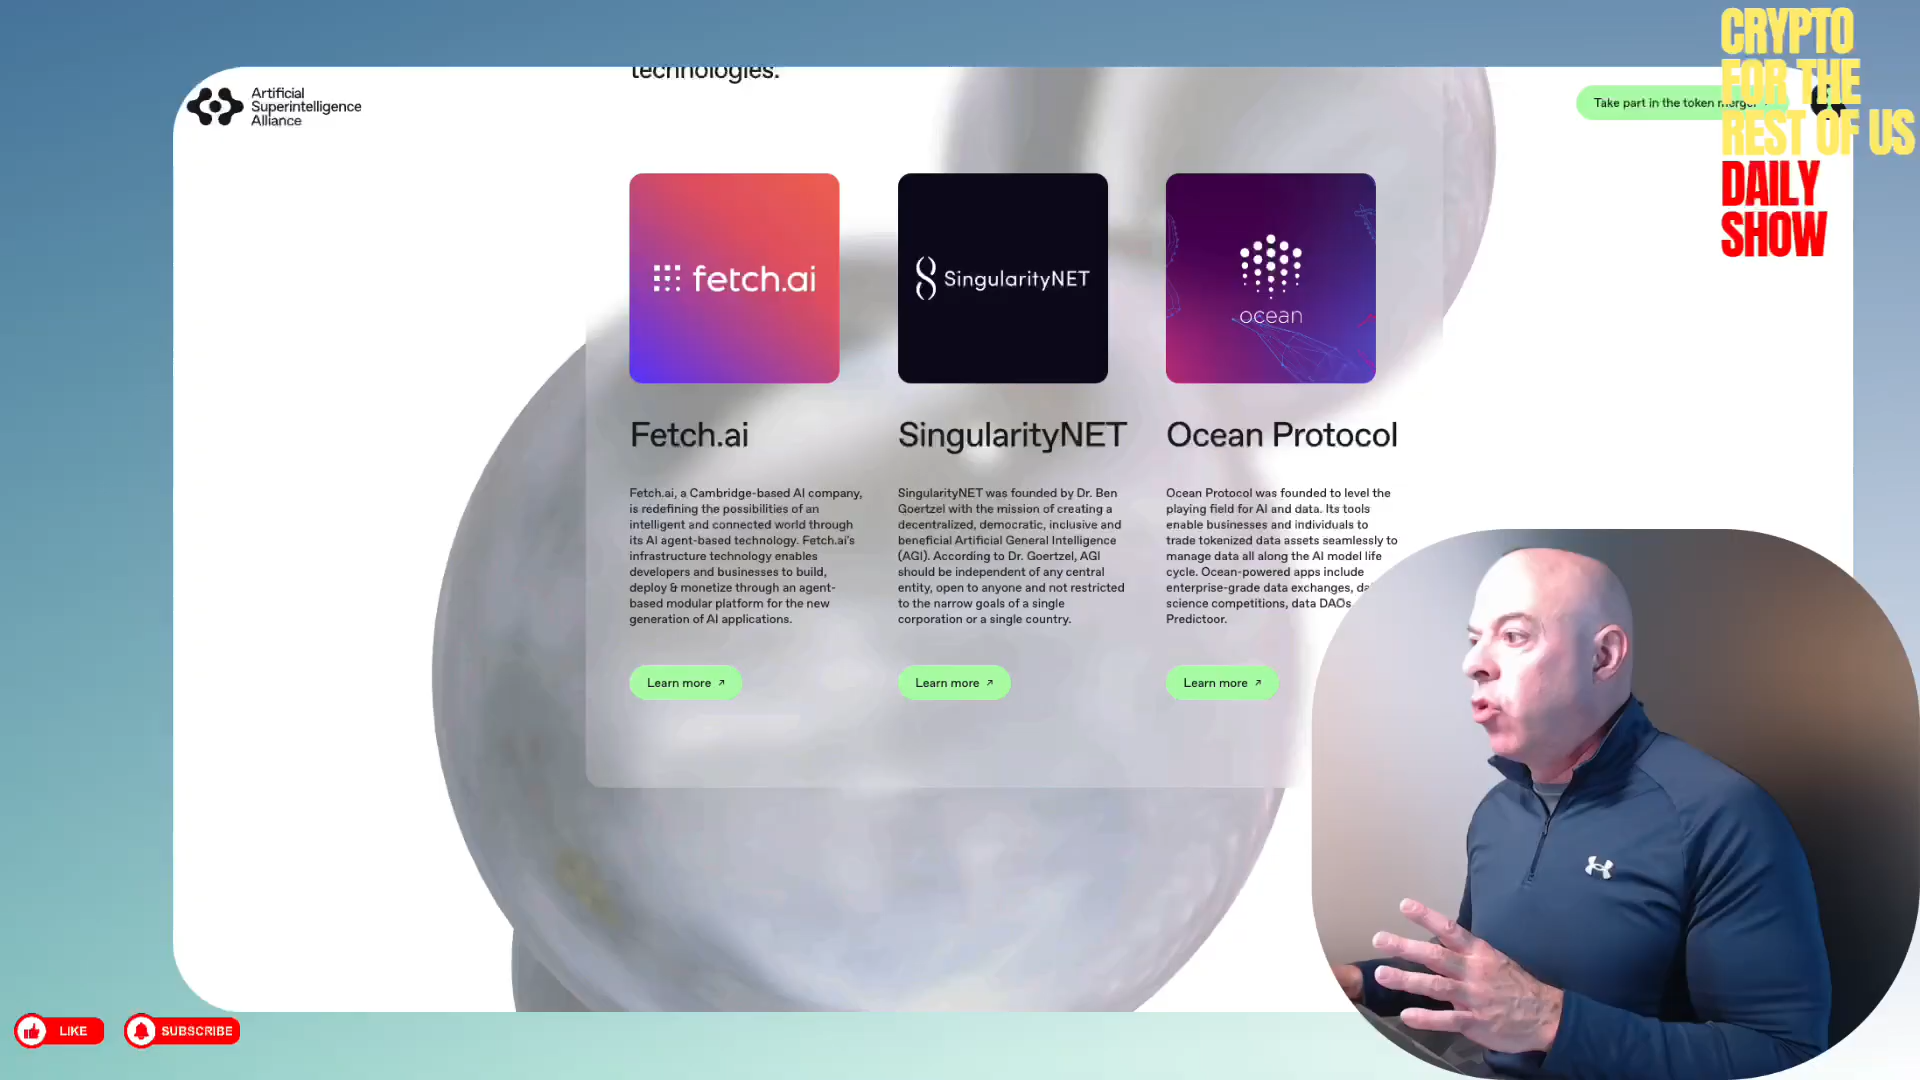 technologies.
Artificial
Superintelligence
Alliance
Take part in the token merge
CRYPTO
FOR THE
REST OF US
DAILY
SHOW
fetch.ai
SingularityNET
ocean
Fetch.ai
Fetch.ai, a Cambridge-based AI company,
is redefining the possibilities of an
intelligent and connected world through
its AI agent-based technology. Fetch.ai's
infrastructure technology enables
developers and businesses to build,
deploy & monetize through an agent-
based modular platform for the new
generation of AI applications.
Learn more
SingularityNET
SingularityNET was founded by Dr. Ben
Goertzel with the mission of creating a
decentralized, democratic, inclusive and
beneficial Artificial General Intelligence
(AGI). According to Dr. Goertzel, AGI
should be independent of any central
entity, open to anyone and not restricted
to the narrow goals of a single
corporation or a single country.
Learn more
Ocean Protocol
Ocean Protocol was founded to level the
playing field for AI and data. Its tools
enable businesses and individuals to
trade tokenized data assets seamlessly to
manage data all along the AI model life
cycle. Ocean-powered apps include
enterprise-grade data exchanges,
science competitions, data DAOs
Predictoor.
Learn more
LIKE
SUBSCRIBE